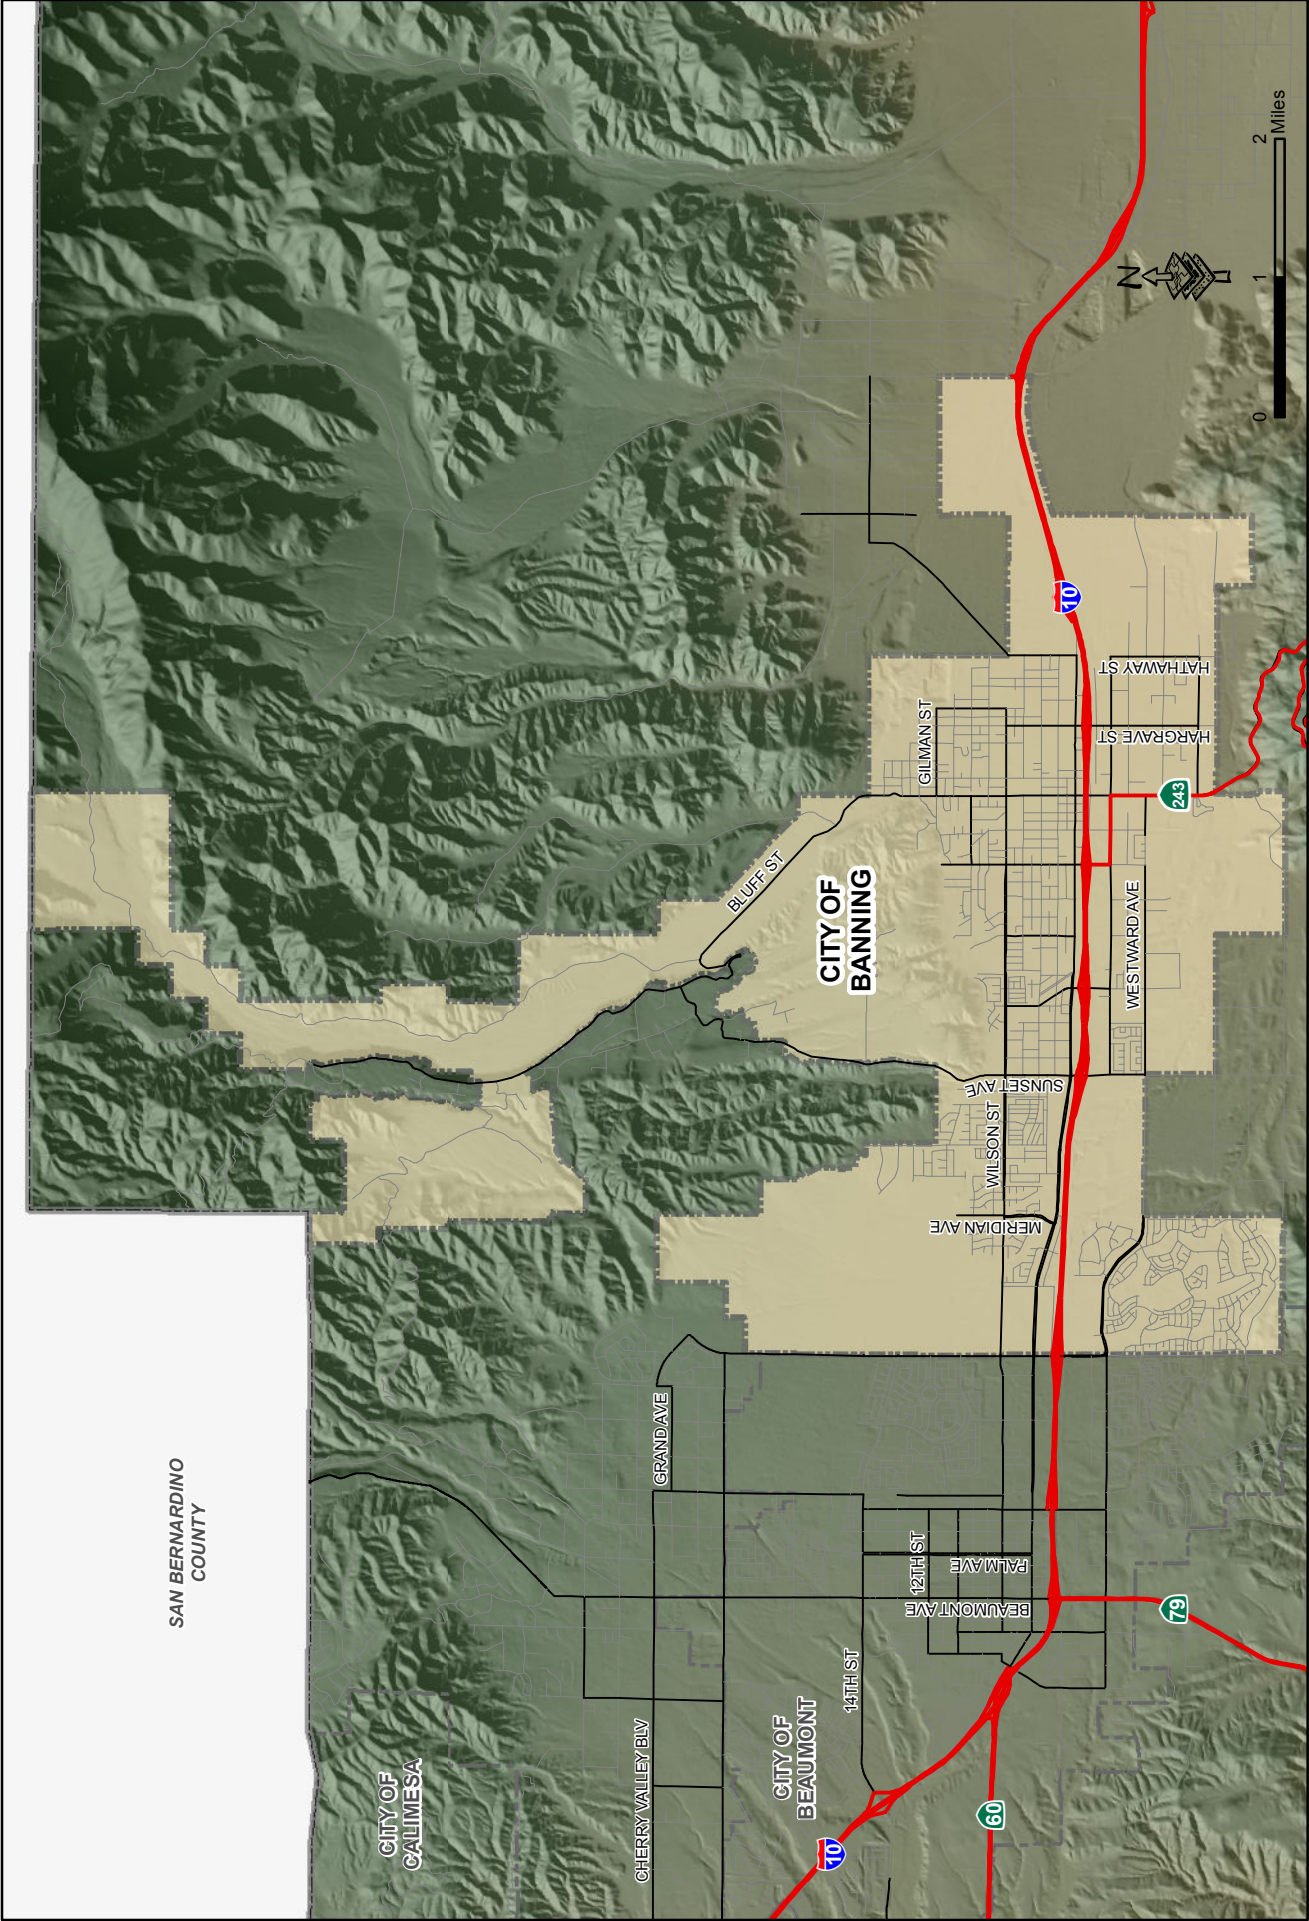 SAN BERNARDINO
COUNTY
CITY OF
CALIMESA
CHERRY VALLEY BLV
GRAND AVE
CITY OF
BEAUMONT
14TH ST
12TH ST
PALM AVE
BEAUMONT AVE
10
60
79
BLUFF ST
CITY OF
BANNING
GILMAN ST
WILSON ST
SUNSET AVE
MERIDIAN AVE
WESTWARD AVE
HATHAWAY ST
HARGRAVE ST
10
243
N
0
1
2
Miles